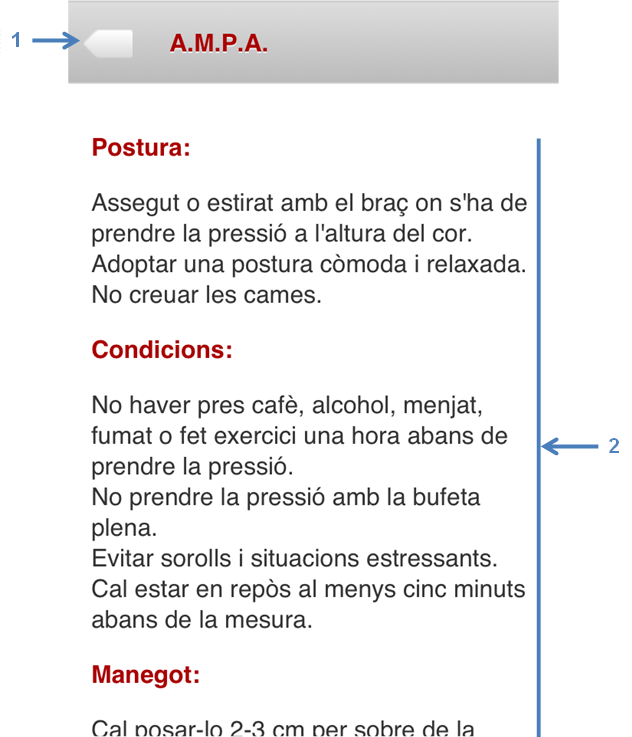 1
A.M.P.A.
Postura:
Assegut o estirat amb el braç on s'ha de
prendre la pressió a l'altura del cor.
Adoptar una postura còmoda i relaxada.
No creuar les cames.
Condicions:
No haver pres cafè, alcohol, menjat,
fumat o fet exercici una hora abans de
prendre la pressió.
2
No prendre la pressió amb la bufeta
plena.
Evitar sorolls i situacions estressants.
Cal estar en repòs al menys cinc minuts
abans de la mesura.
Manegot:
Cal posar-lo 2-3 cm per sobre de la